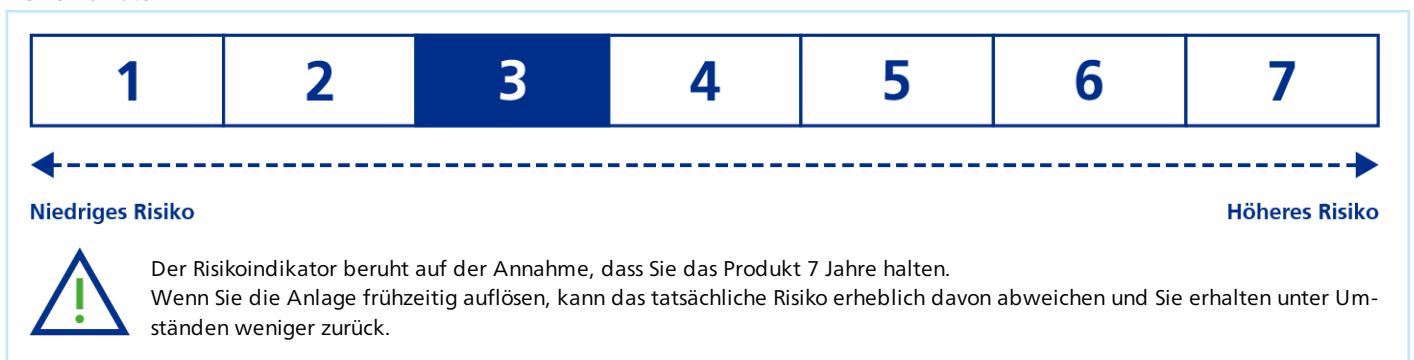 1 2 3 4 5 6 7
Niedriges Risiko Höheres Risiko
Der Risikoindikator beruht auf der Annahme, dass Sie das Produkt 7 Jahre halten.
Wenn Sie die Anlage frühzeitig auflösen, kann das tatsächliche Risiko erheblich davon abweichen und Sie erhalten unter Um-
ständen weniger zurück.